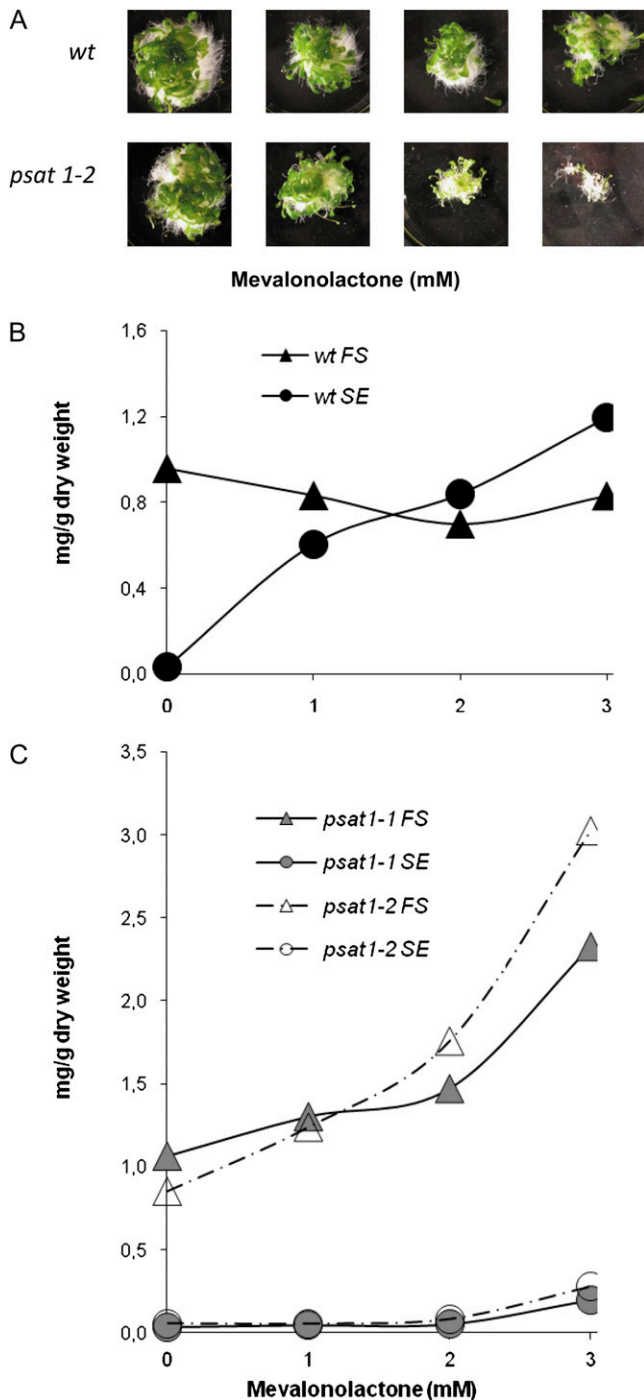 A
wt
psat 1-2
Mevalonolactone (mM)
B
1,6
1,2
0,8
0,4
0,0
mg/g dry weight
wt FS
wt SE
0 1 2 3
C
3,5
3,0
2,5
2,0
1,5
1,0
0,5
0,0
mg/g dry weight
psat1-1 FS
psat1-1 SE
psat1-2 FS
psat1-2 SE
0 1 2 3
Mevalonolactone (mM)